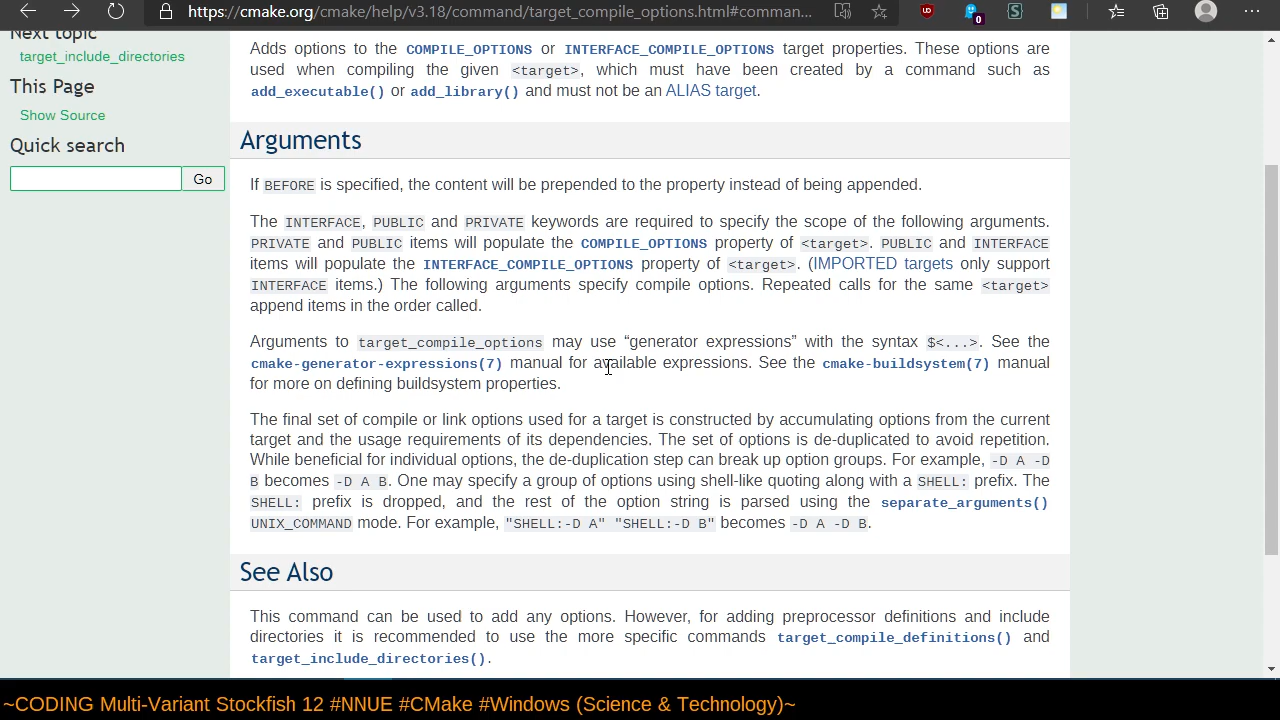 https://cmake.org/cmake/help/v3.18/command/target_compile_options.html#comman...
0
Next topic
target_include_directories
This Page
Show Source
Quick search
Go
Adds options to the COMPILE_OPTIONS or INTERFACE_COMPILE_OPTIONS target properties. These options are
used when compiling the given <target>, which must have been created by a command such as
add_executable() or add_library() and must not be an ALIAS target.
Arguments
If BEFORE is specified, the content will be prepended to the property instead of being appended.
The INTERFACE, PUBLIC and PRIVATE keywords are required to specify the scope of the following arguments.
PRIVATE and PUBLIC items will populate the COMPILE_OPTIONS property of <target>. PUBLIC and INTERFACE
items will populate the INTERFACE_COMPILE_OPTIONS property of <target>. (IMPORTED targets only support
INTERFACE items.) The following arguments specify compile options. Repeated calls for the same <target>
append items in the order called.
Arguments to target_compile_options may use “generator expressions” with the syntax $<...>. See the
cmake-generator-expressions(7) manual for available expressions. See the cmake-buildsystem(7) manual
for more on defining buildsystem properties.
The final set of compile or link options used for a target is constructed by accumulating options from the current
target and the usage requirements of its dependencies. The set of options is de-duplicated to avoid repetition.
While beneficial for individual options, the de-duplication step can break up option groups. For example, -D A -D
B becomes -D A B. One may specify a group of options using shell-like quoting along with a SHELL: prefix. The
SHELL: prefix is dropped, and the rest of the option string is parsed using the separate_arguments()
UNIX_COMMAND mode. For example, "SHELL:-D A" "SHELL:-D B" becomes -D A -D B.
See Also
This command can be used to add any options. However, for adding preprocessor definitions and include
directories it is recommended to use the more specific commands target_compile_definitions() and
target_include_directories().
~CODING Multi-Variant Stockfish 12 #NNUE #CMake #Windows (Science & Technology)~